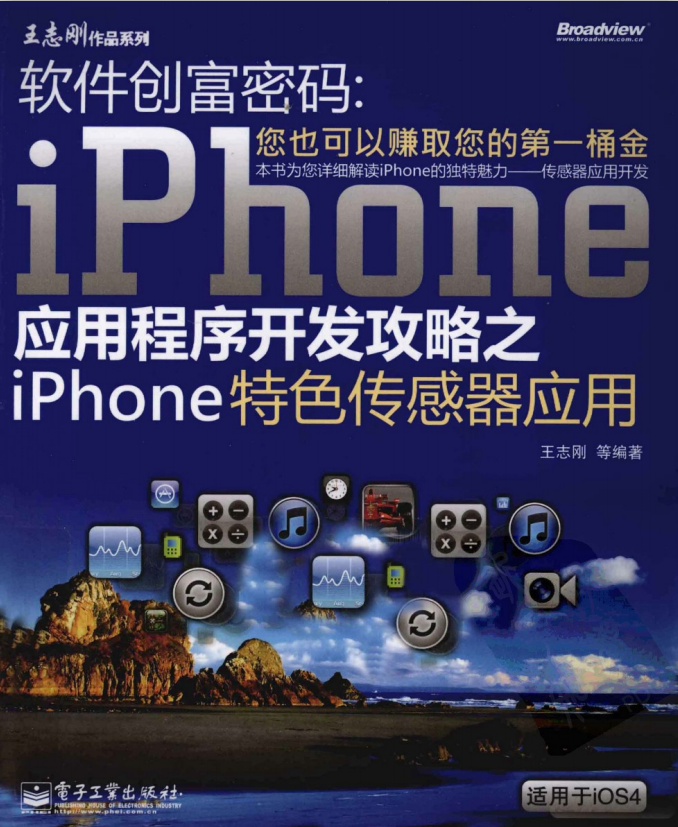 王志刚作品系列
Broadview
www.broadview.com.cn
软件创富密码:
您也可以赚取您的第一桶金
本书为您详细解读iPhone的独特魅力——传感器应用开发
iPhone
应用程序开发攻略之
iPhone特色传感器应用
王志刚 等编著
電子工業出版社
PUBLISHING HOUSE OF ELECTRONICS INDUSTRY
http://www.phei.com.cn
适用于iOS4